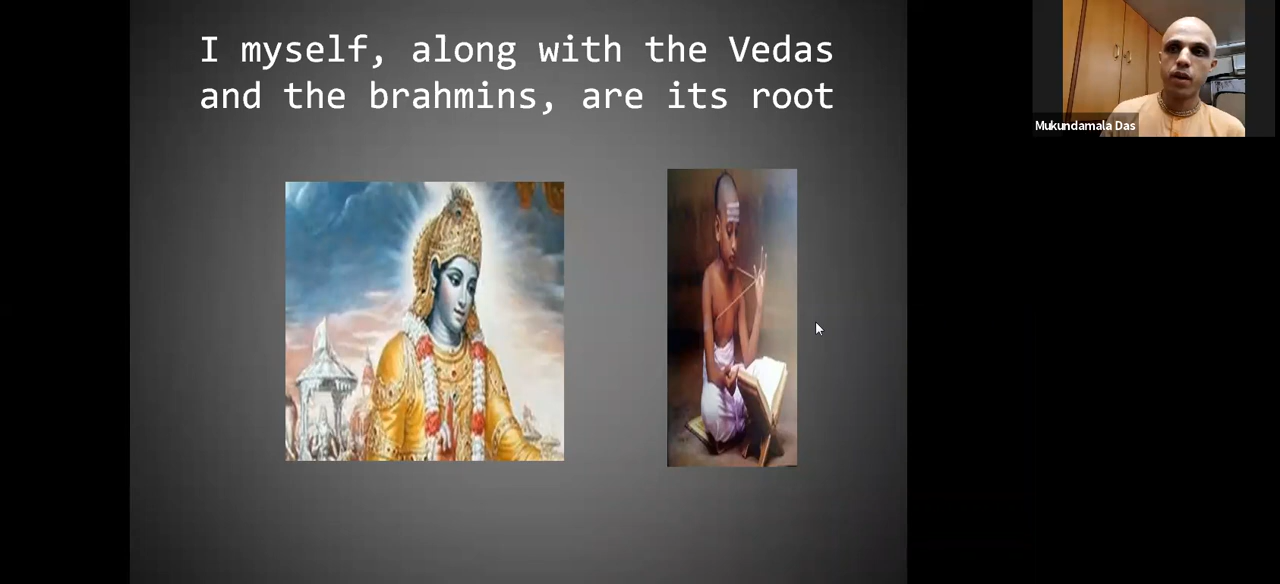 I myself, along with the Vedas
and the brahmins, are its root
Mukundamala Das